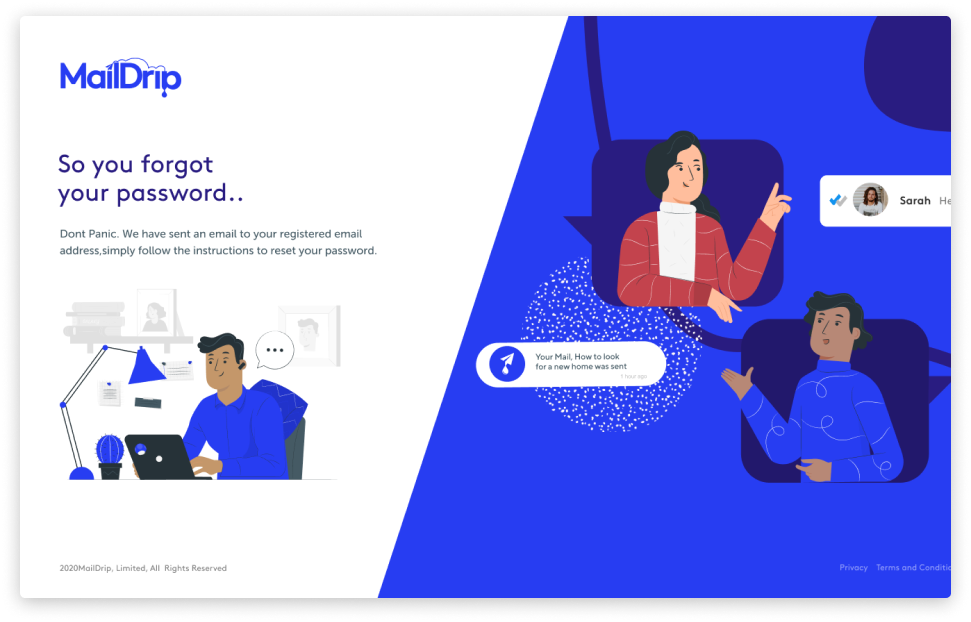 MailDrip
So you forgot
your password..
Dont Panic. We have sent an email to your registered email
address,simply follow the instructions to reset your password.
Sarah He
Your Mail, How to look
for a new home was sent
1 hour ago
2020MailDrip, Limited, All Rights Reserved
Privacy Terms and Conditio